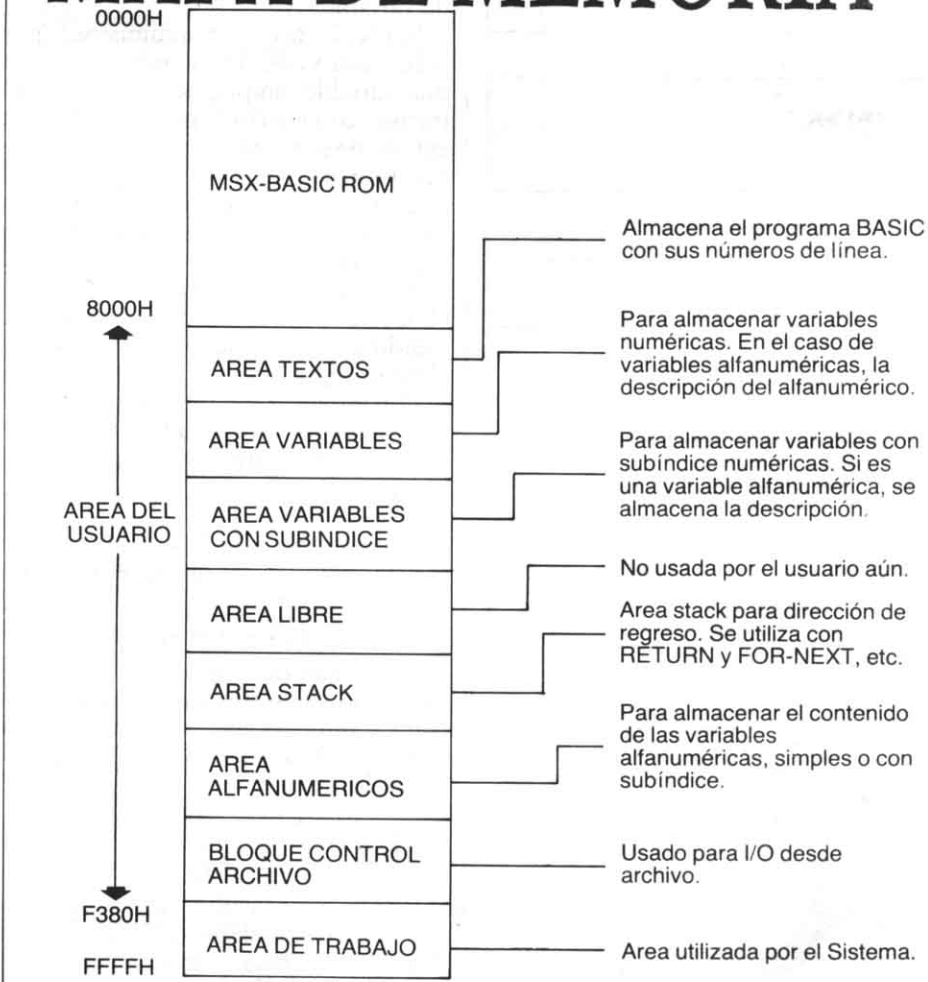 MAPA DE MEMORIA
0000H
MSX-BASIC ROM
8000H
AREA TEXTOS
Almacena el programa BASIC
con sus números de línea.
AREA VARIABLES
Para almacenar variables
numéricas. En el caso de
variables alfanuméricas, la
descripción del alfanumérico.
AREA DEL
USUARIO
AREA VARIABLES
CON SUBINDICE
Para almacenar variables con
subíndice numéricas. Si es
una variable alfanumérica, se
almacena la descripción.
AREA LIBRE
No usada por el usuario aún.
AREA STACK
Area stack para dirección de
regreso. Se utiliza con
RETURN y FOR-NEXT, etc.
AREA
ALFANUMERICOS
Para almacenar el contenido
de las variables
alfanuméricas, simples o con
subíndice.
BLOQUE CONTROL
ARCHIVO
Usado para I/O desde
archivo.
F380H
AREA DE TRABAJO
Area utilizada por el Sistema.
FFFFH